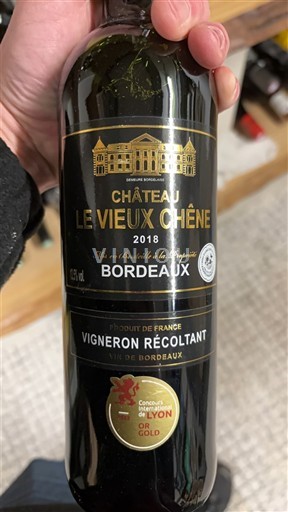 CHÂTEAU
LE VIEUX CHÊNE
2018
VINJOU
BORDEAUX
PRODUIT DE FRANCE
VIGNERON RÉCOLTANT
VIN DE BORDEAUX
Concours
International
de LYON
OR
GOLD